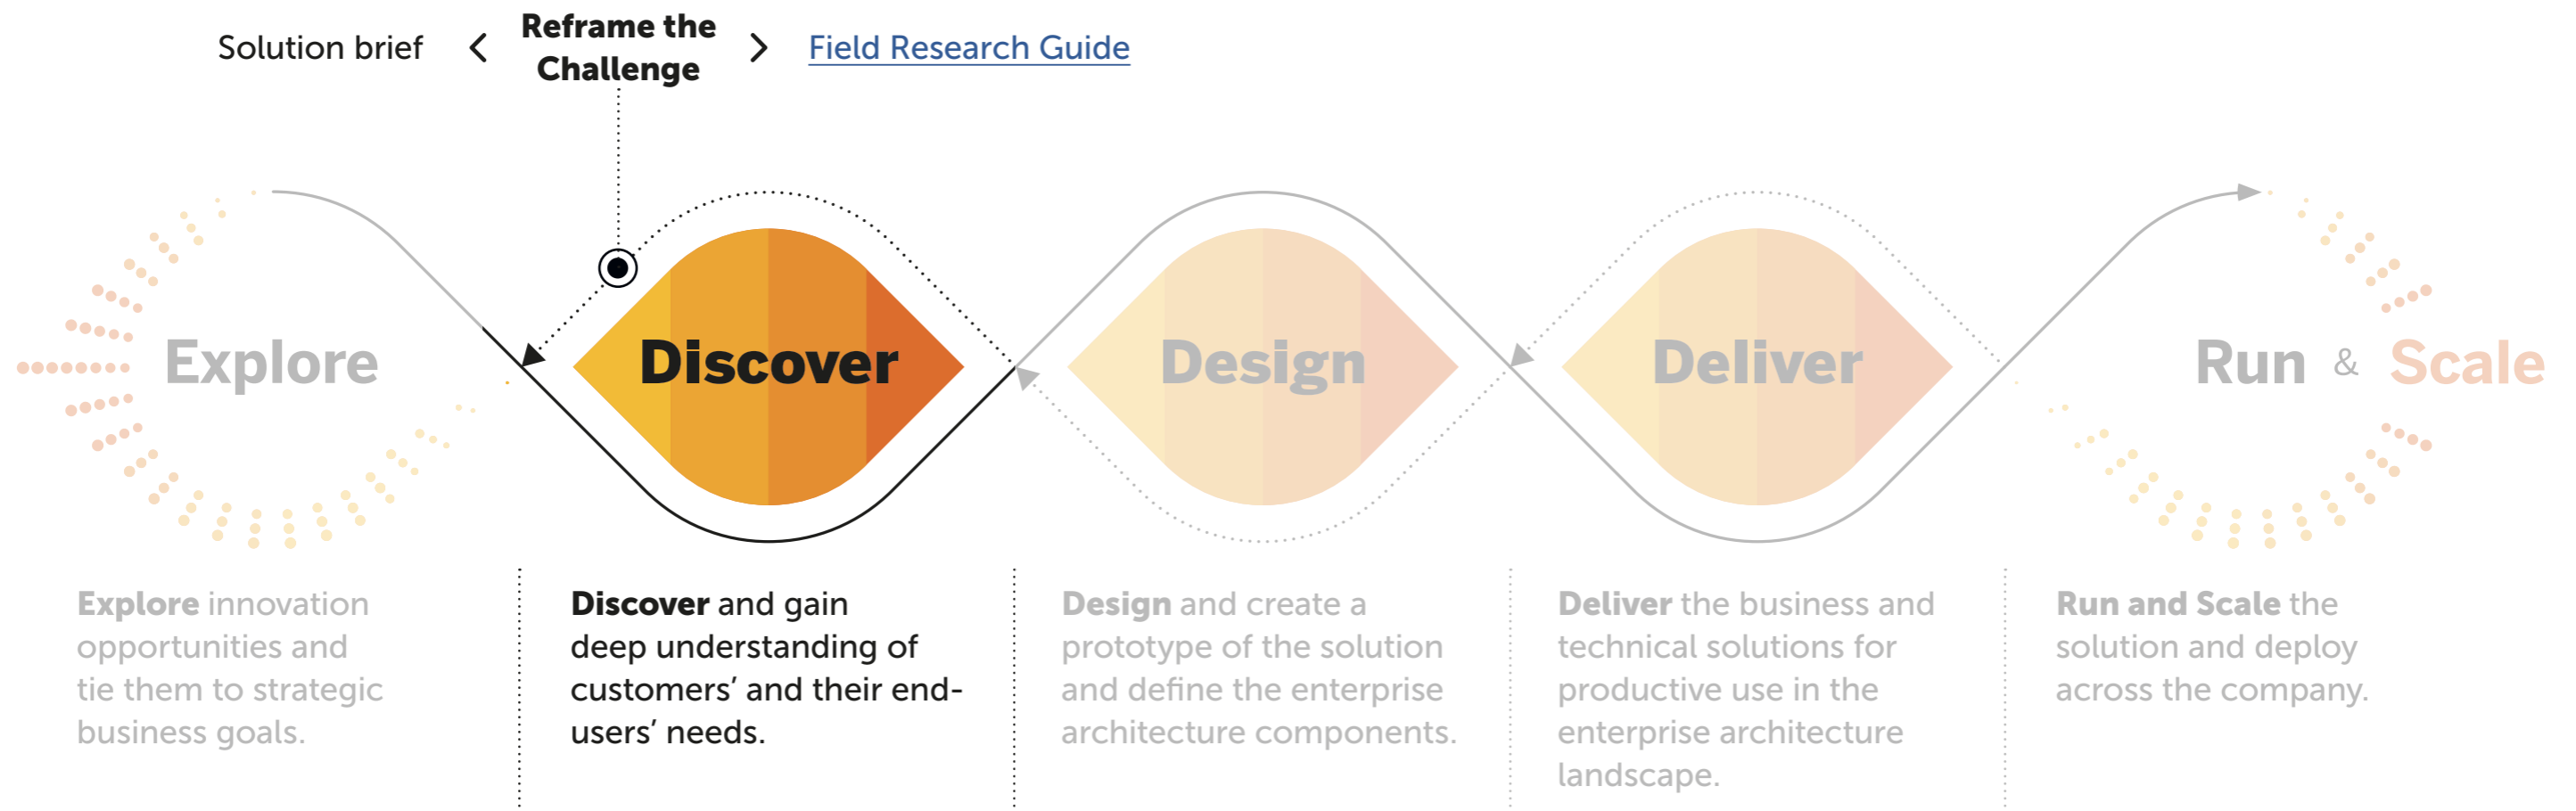 Solution brief < Reframe the Challenge > Field Research Guide
Explore
Discover
Design
Deliver
Run & Scale
Explore innovation
opportunities and
tie them to strategic
business goals.
Discover and gain
deep understanding of
customers’ and their end-
users’ needs.
Design and create a
prototype of the solution
and define the enterprise
architecture components.
Deliver the business and
technical solutions for
productive use in the
enterprise architecture
landscape.
Run and Scale the
solution and deploy
across the company.